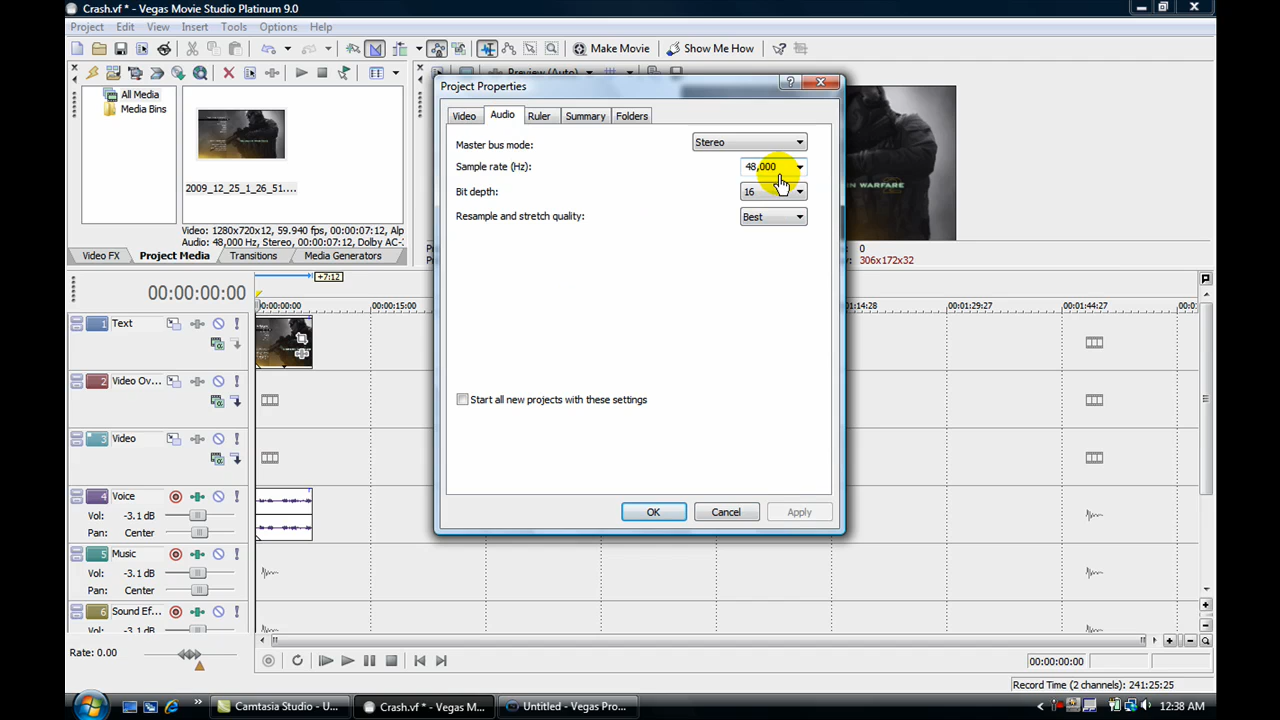 Crash.vf * - Vegas Movie Studio Platinum 9.0
Project Edit View Insert Tools Options Help
Make Movie Show Me How
Preview (Auto)
Project Properties
All Media
Media Bins
2009_12_25_1_26_51....
Video: 1280x720x12, 59.940 fps, 00:00:07:12
Audio: 48,000 Hz, Stereo, 00:00:07:12, Dolby AC-
Video FX Project Media Transitions Media Generators
Video Audio Ruler Summary Folders
Master bus mode: Stereo
Sample rate (Hz): 48,000
Bit depth: 16
Resample and stretch quality: Best
Start all new projects with these settings
OK Cancel Apply
N WARFARE
0
306x172x32
+7:12
00:00:00:00
00:00:00:00 00:00:15:00 01:14:28 00:01:29:27 00:01:44:27
1 Text
2 Video Ov...
3 Video
4 Voice
Vol: -3.1 dB
Pan: Center
5 Music
Vol: -3.1 dB
Pan: Center
6 Sound Ef...
Vol: -3.1 dB
Rate: 0.00
00:00:00:00
Record Time (2 channels): 241:25:25
Camtasia Studio - U... Crash.vf * - Vegas M... Untitled - Vegas Pro... 12:38 AM